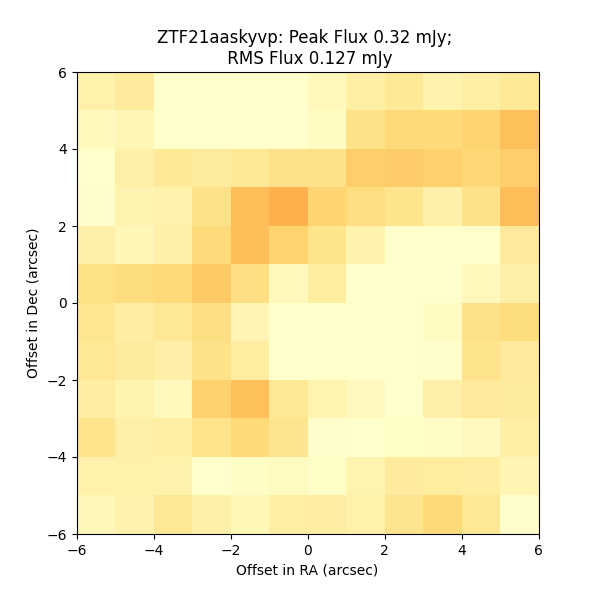 ZTF21aaskyvp: Peak Flux 0.32 mJy;
RMS Flux 0.127 mJy
6
4
2
0
−2
−4
−6
Offset in Dec (arcsec)
−6 −4 −2 0 2 4 6
Offset in RA (arcsec)